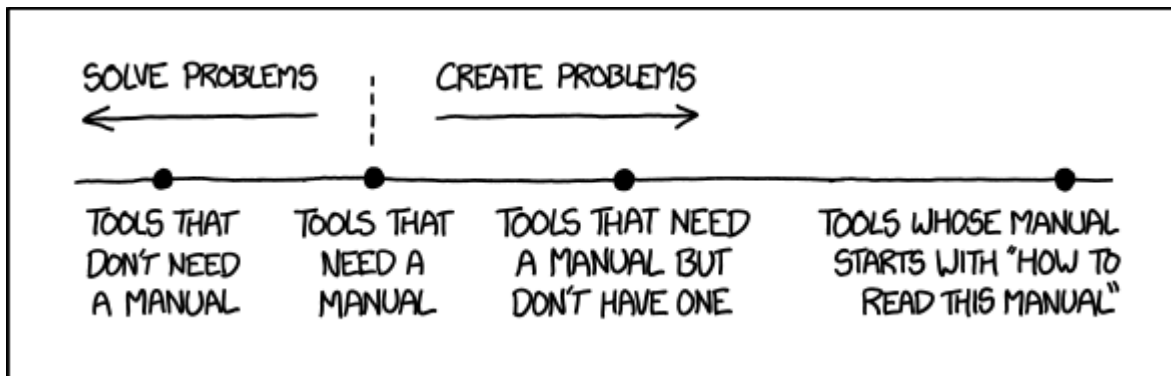 SOLVE PROBLEMS
CREATE PROBLEMS
TOOLS THAT
DON'T NEED
A MANUAL
TOOLS THAT
NEED A
MANUAL
TOOLS THAT NEED
A MANUAL BUT
DON'T HAVE ONE
TOOLS WHOSE MANUAL
STARTS WITH "HOW TO
READ THIS MANUAL"